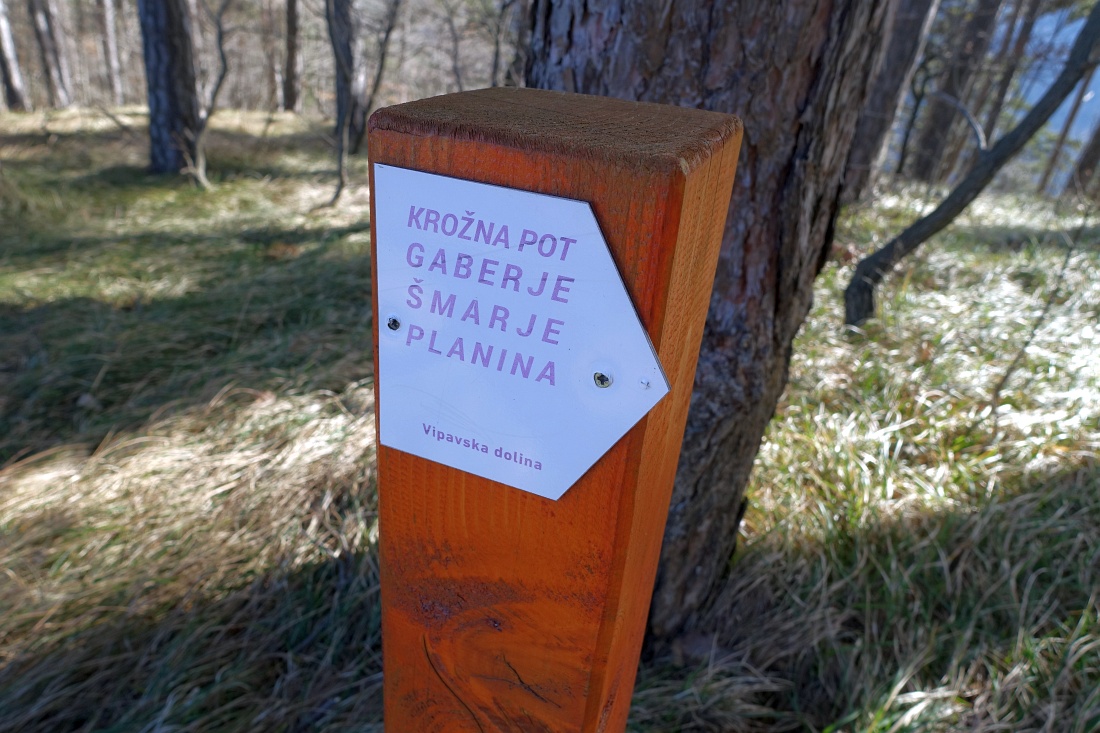 KROŽNA POT
GABERJE
ŠMARJE
PLANINA
Vipavska dolina